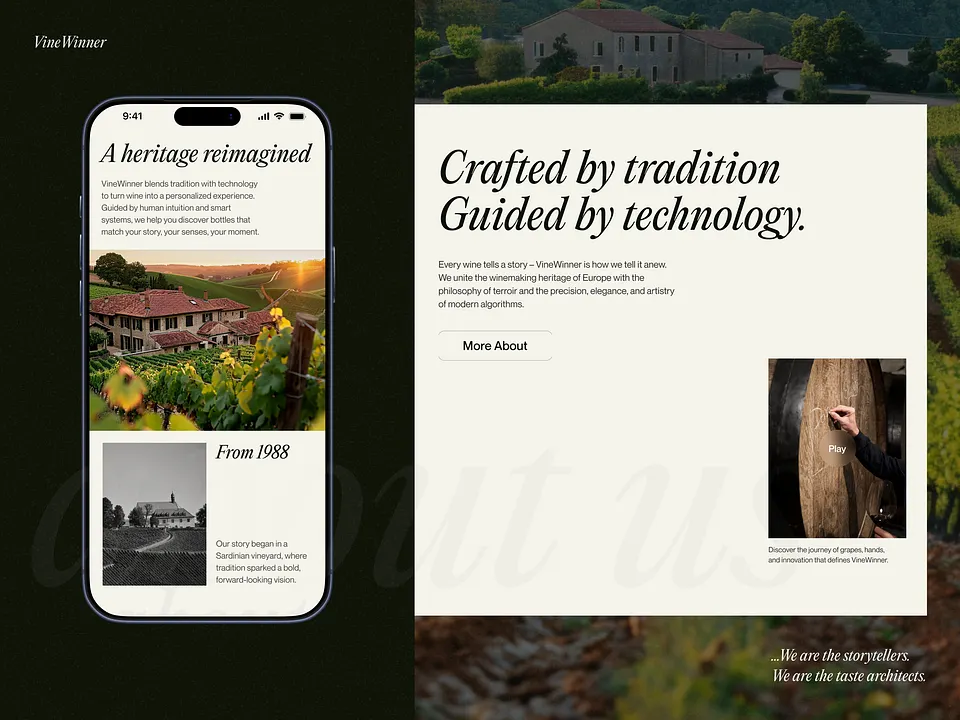 VineWinner
9:41
A heritage reimagined
VineWinner blends tradition with technology
to turn wine into a personalized experience.
Guided by human intuition and smart
systems, we help you discover bottles that
match your story, your senses, your moment.
From 1988
Our story began in a
Sardinian vineyard, where
tradition sparked a bold,
forward-looking vision.
Crafted by tradition
Guided by technology.
Every wine tells a story – VineWinner is how we tell it anew.
We unite the winemaking heritage of Europe with the
philosophy of terroir and the precision, elegance, and artistry
of modern algorithms.
More About
Play
Discover the journey of grapes, hands,
and innovation that defines VineWinner.
about us
...We are the storytellers.
We are the taste architects.